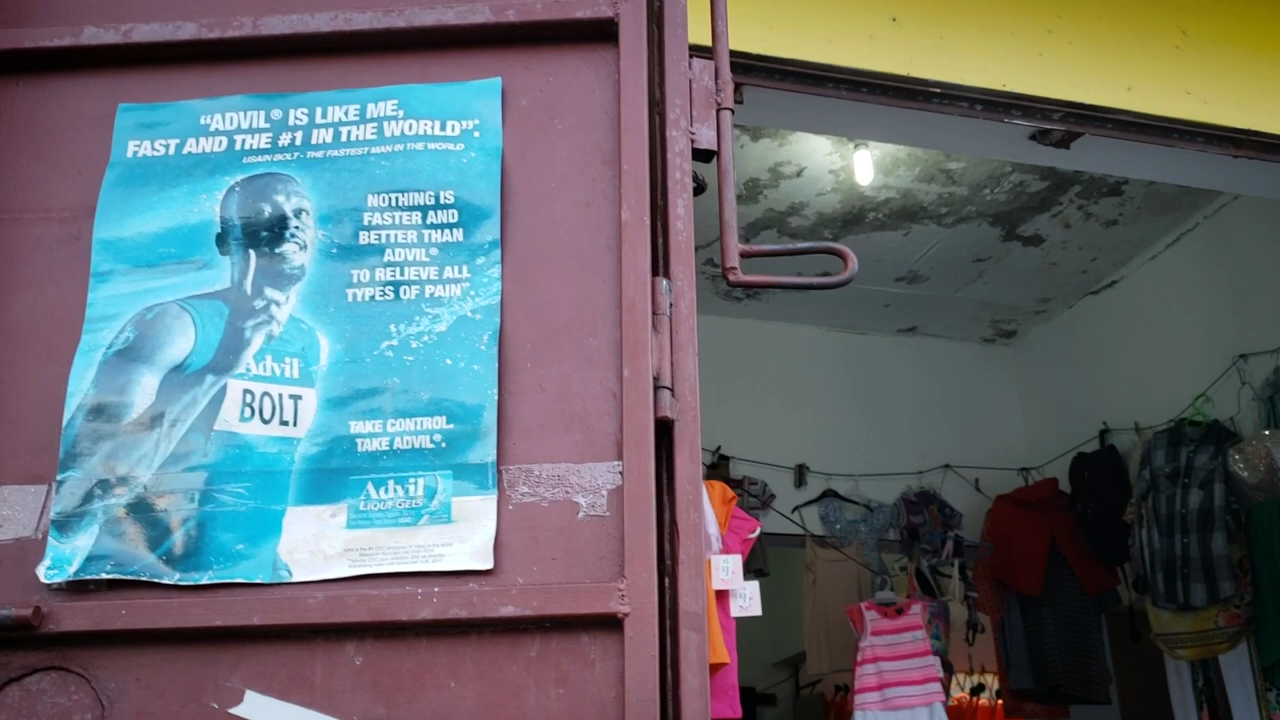 "ADVIL® IS LIKE ME,
FAST AND THE #1 IN THE WORLD"*.
USAIN BOLT - THE FASTEST MAN IN THE WORLD
NOTHING IS
FASTER AND
BETTER THAN
ADVIL®
TO RELIEVE ALL
TYPES OF PAIN"
Advil
BOLT
TAKE CONTROL.
TAKE ADVIL®.
Advil
LIQUI-GELS